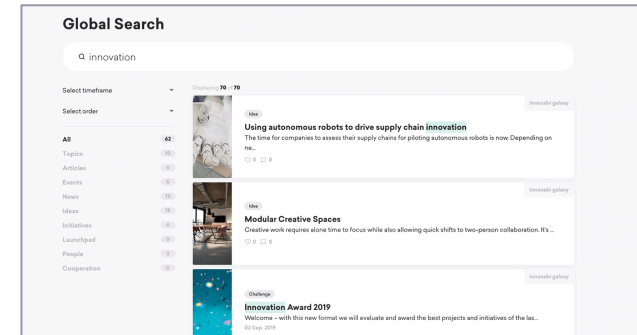 Global Search
innovation
Select timeframe
Select order
All 62
Topics 10
Articles 6
Events 5
News 13
Ideas 19
Initiatives 6
Launchpad 0
People 3
Cooperation 0
Displaying 70 of 70
innosabi galaxy
Idea
Using autonomous robots to drive supply chain innovation
The time for companies to assess their supply chains for piloting autonomous robots is now. Depending on
ne...
0 0
innosabi galaxy
Idea
Modular Creative Spaces
Creative work requires alone time to focus while also allowing quick shifts to two-person collaboration. It's ...
0 0
innosabi galaxy
Challenge
Innovation Award 2019
Welcome – with this new format we will evaluate and award the best projects and initiatives of the las...
02 Sep. 2019